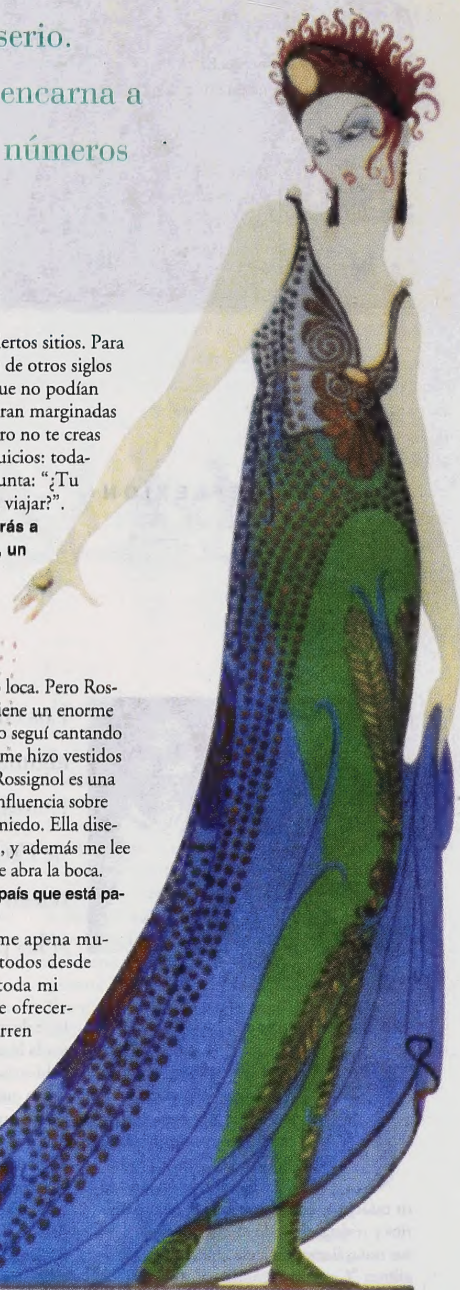 serio.
encarna a
números
iertos sitios. Para
de otros siglos
ue no podían
ran marginadas
ro no te creas
uicios: toda-
unta: “¿Tu
viajar?”.
rás a
, un
loca. Pero Ros-
iene un enorme
o seguí cantando
me hizo vestidos
Rossignol es una
nfluencia sobre
miedo. Ella dise-
, y además me lee
e abra la boca.
país que está pa-
me apena mu-
todos desde
toda mi
e ofrecer-
rren